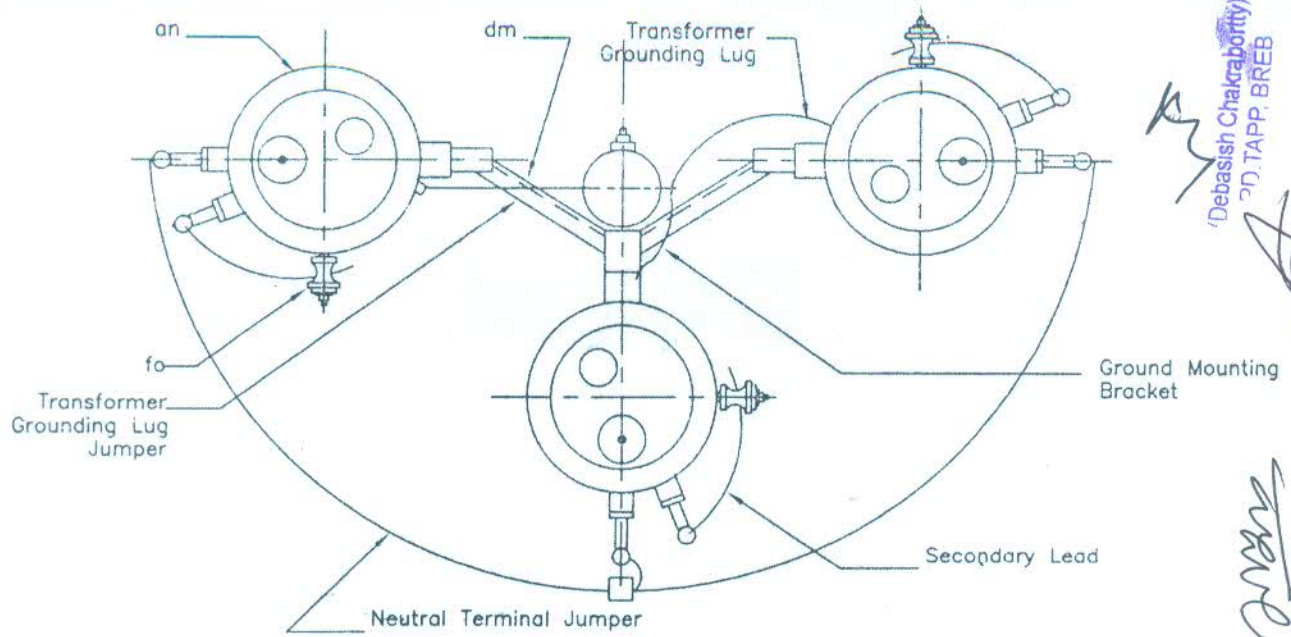 an
dm
Transformer
Grounding Lug
fo
Transformer
Grounding Lug
Jumper
Ground Mounting
Bracket
Secondary Lead
Neutral Terminal Jumper
(Debasish Chakraborty)
PD. TAPP, BREB